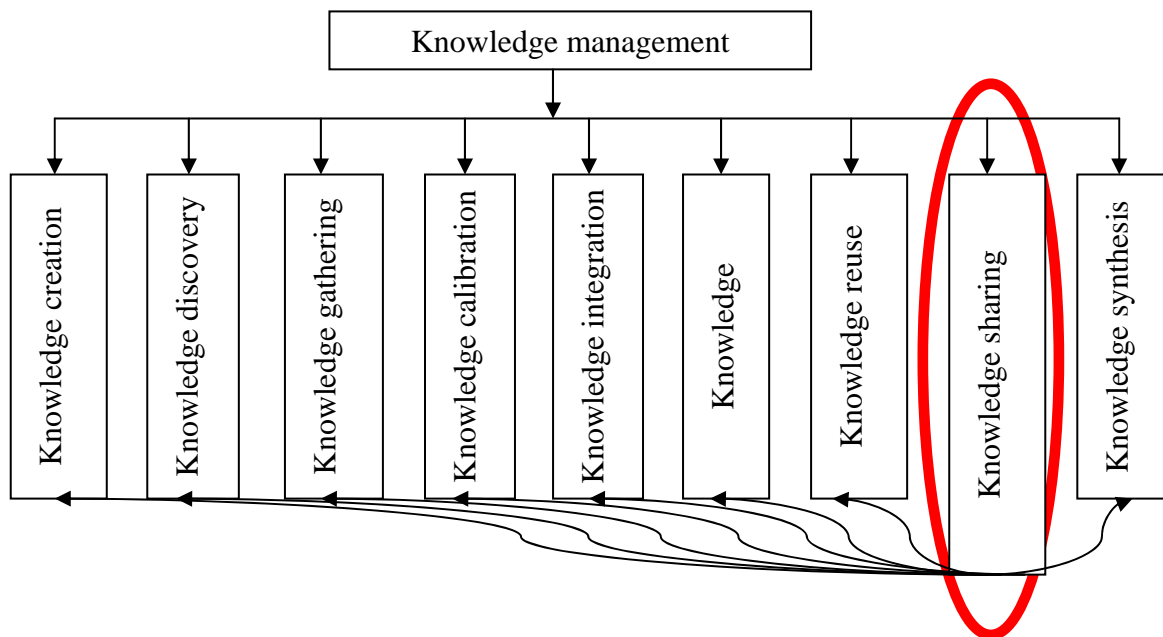 Knowledge management
Knowledge creation
Knowledge discovery
Knowledge gathering
Knowledge calibration
Knowledge integration
Knowledge
Knowledge reuse
Knowledge sharing
Knowledge synthesis